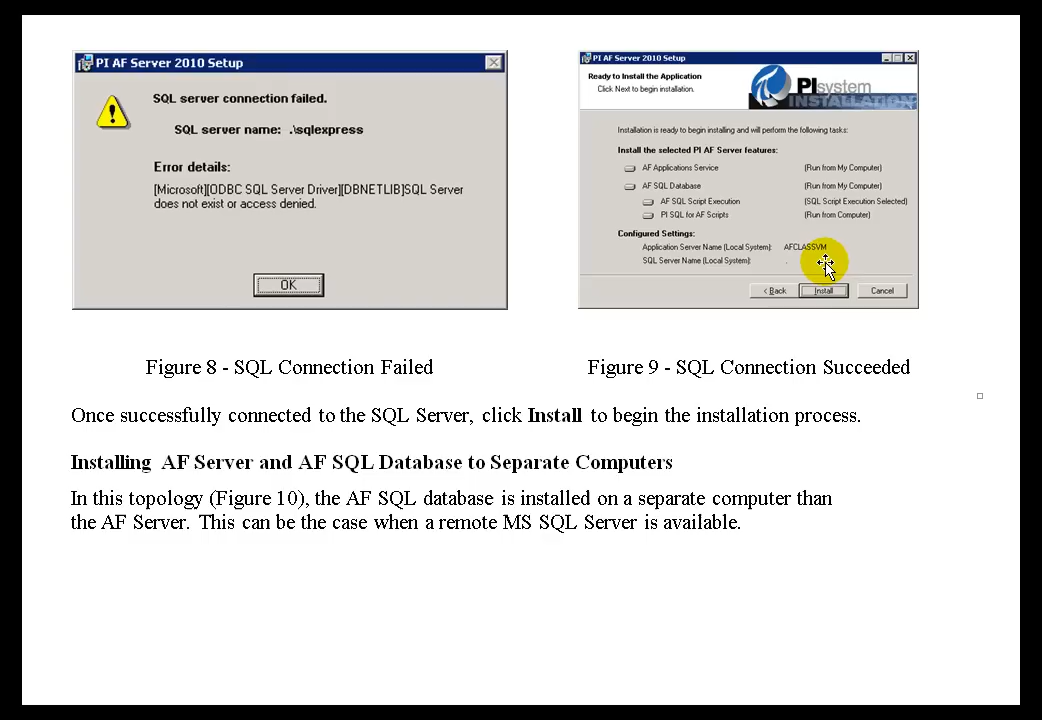 PI AF Server 2010 Setup
SQL server connection failed.
SQL server name: .\sqlexpress
Error details:
[Microsoft][ODBC SQL Server Driver][DBNETLIB]SQL Server
does not exist or access denied.
OK
PI AF Server 2010 Setup
Ready to Install the Application
Click Next to begin installation.
PIsystem
INSTALLATION
Installation is ready to begin installing and will perform the following tasks:
Install the selected PI AF Server features:
AF Applications Service (Run from My Computer)
AF SQL Database (Run from My Computer)
AF SQL Script Execution (SQL Script Execution Selected)
PI SQL for AF Scripts (Run from Computer)
Configured Settings:
Application Server Name (Local System): AFCLASSVM
SQL Server Name (Local System): .
< Back Install Cancel
Figure 8 - SQL Connection Failed
Figure 9 - SQL Connection Succeeded
Once successfully connected to the SQL Server, click Install to begin the installation process.
Installing AF Server and AF SQL Database to Separate Computers
In this topology (Figure 10), the AF SQL database is installed on a separate computer than
the AF Server. This can be the case when a remote MS SQL Server is available.